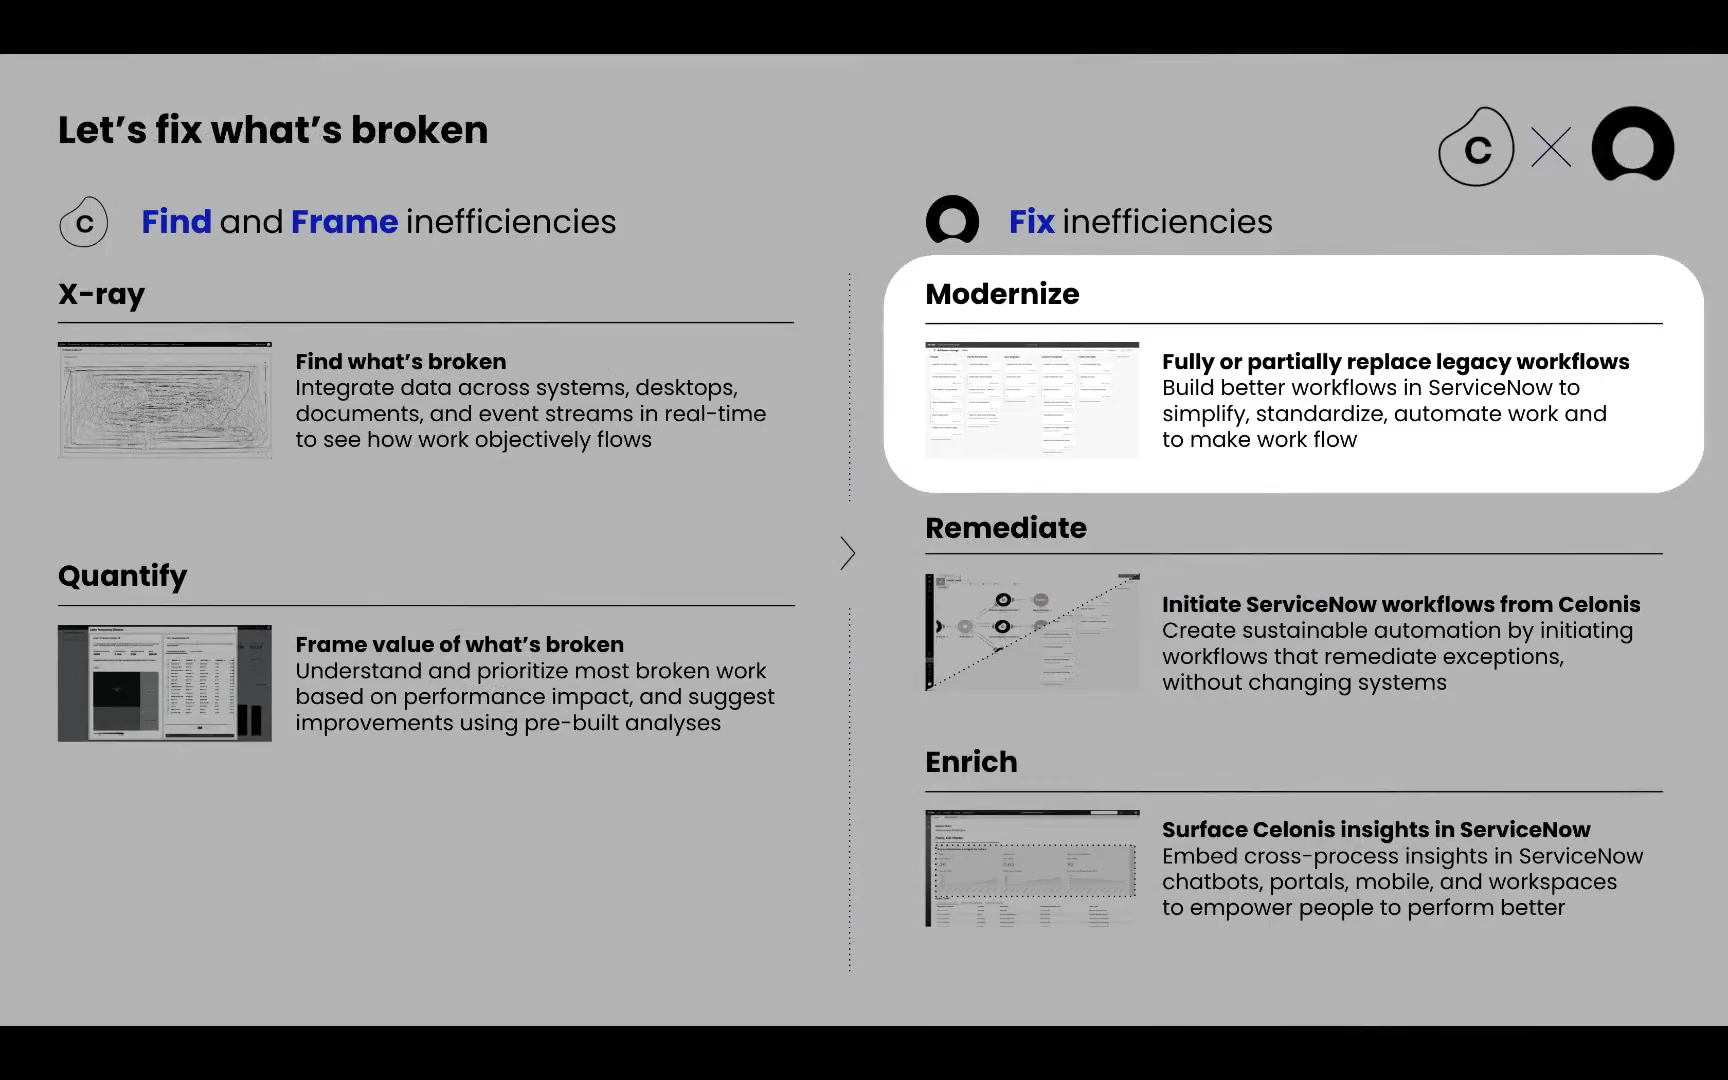 Let's fix what's broken
C
C
Find and Frame inefficiencies
X-ray
Find what's broken
Integrate data across systems, desktops,
documents, and event streams in real-time
to see how work objectively flows
Quantify
Frame value of what's broken
Understand and prioritize most broken work
based on performance impact, and suggest
improvements using pre-built analyses
Fix inefficiencies
Modernize
Fully or partially replace legacy workflows
Build better workflows in ServiceNow to
simplify, standardize, automate work and
to make work flow
Remediate
Initiate ServiceNow workflows from Celonis
Create sustainable automation by initiating
workflows that remediate exceptions,
without changing systems
Enrich
Surface Celonis insights in ServiceNow
Embed cross-process insights in ServiceNow
chatbots, portals, mobile, and workspaces
to empower people to perform better